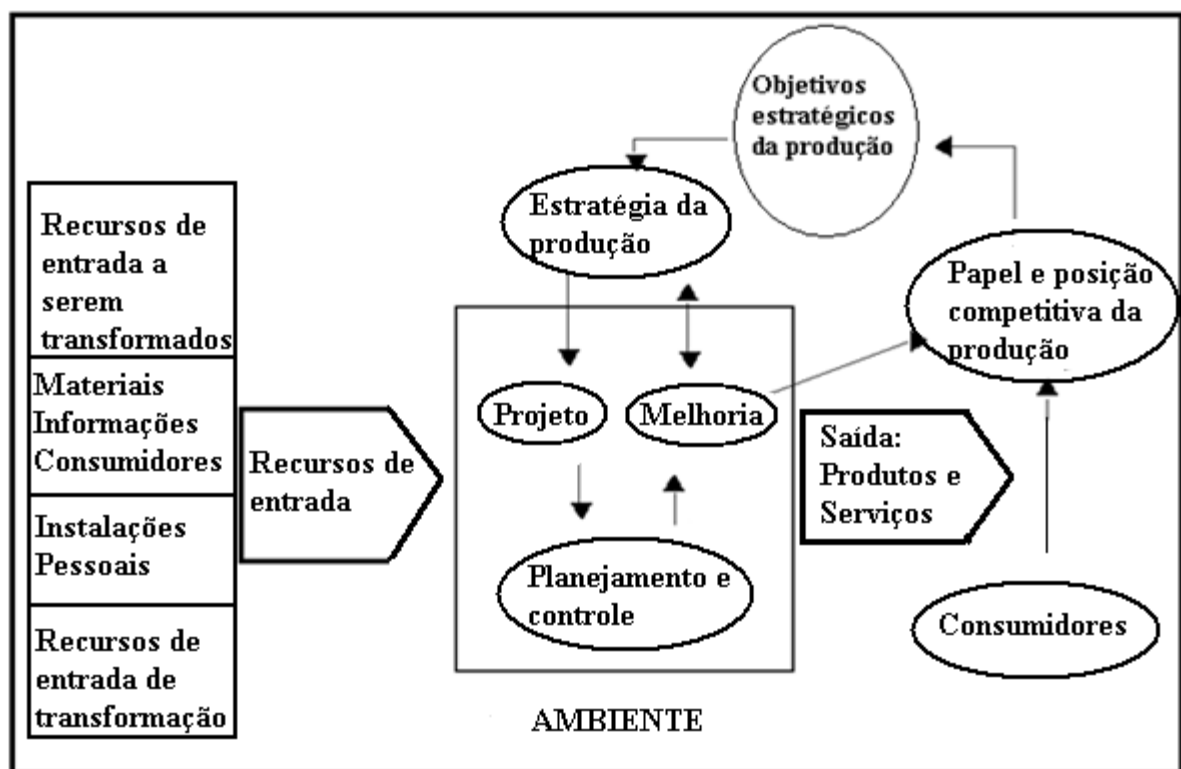 Objetivos
estratégicos
da produção
Estratégia da
produção
Recursos de
entrada a
serem
transformados
Papel e posição
competitiva da
produção
Materiais
Informações
Consumidores
Projeto
Melhoria
Recursos de
entrada
Saída:
Produtos e
Serviços
Instalações
Pessoais
Planejamento e
controle
Consumidores
Recursos de
entrada de
transformação
AMBIENTE